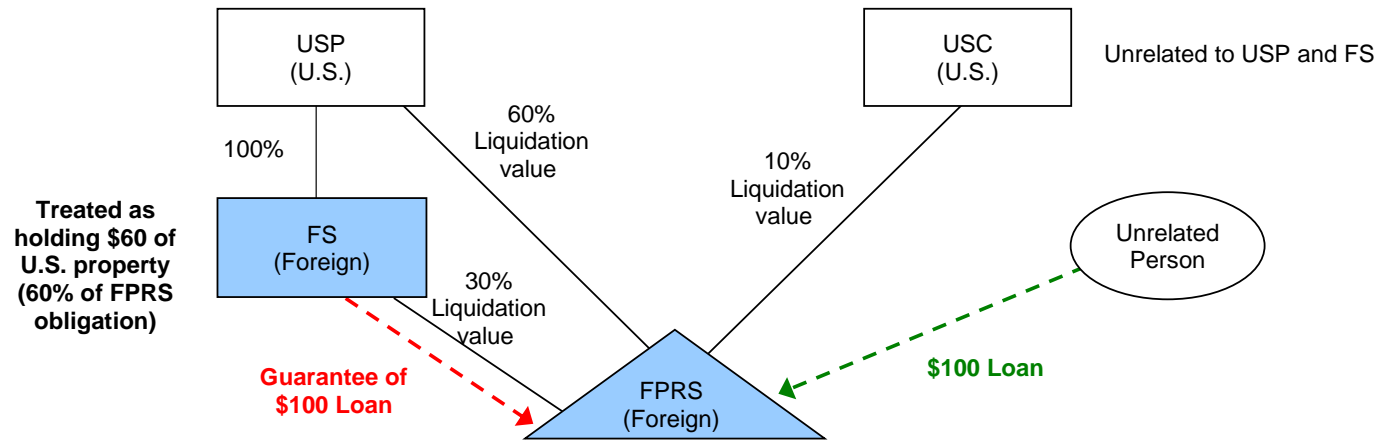 USP
(U.S.)
USC
(U.S.)
Unrelated to USP and FS
100%
60%
Liquidation
value
10%
Liquidation
value
Treated as
holding $60 of
U.S. property
(60% of FPRS
obligation)
FS
(Foreign)
Unrelated
Person
30%
Liquidation
value
Guarantee of
$100 Loan
$100 Loan
FPRS
(Foreign)